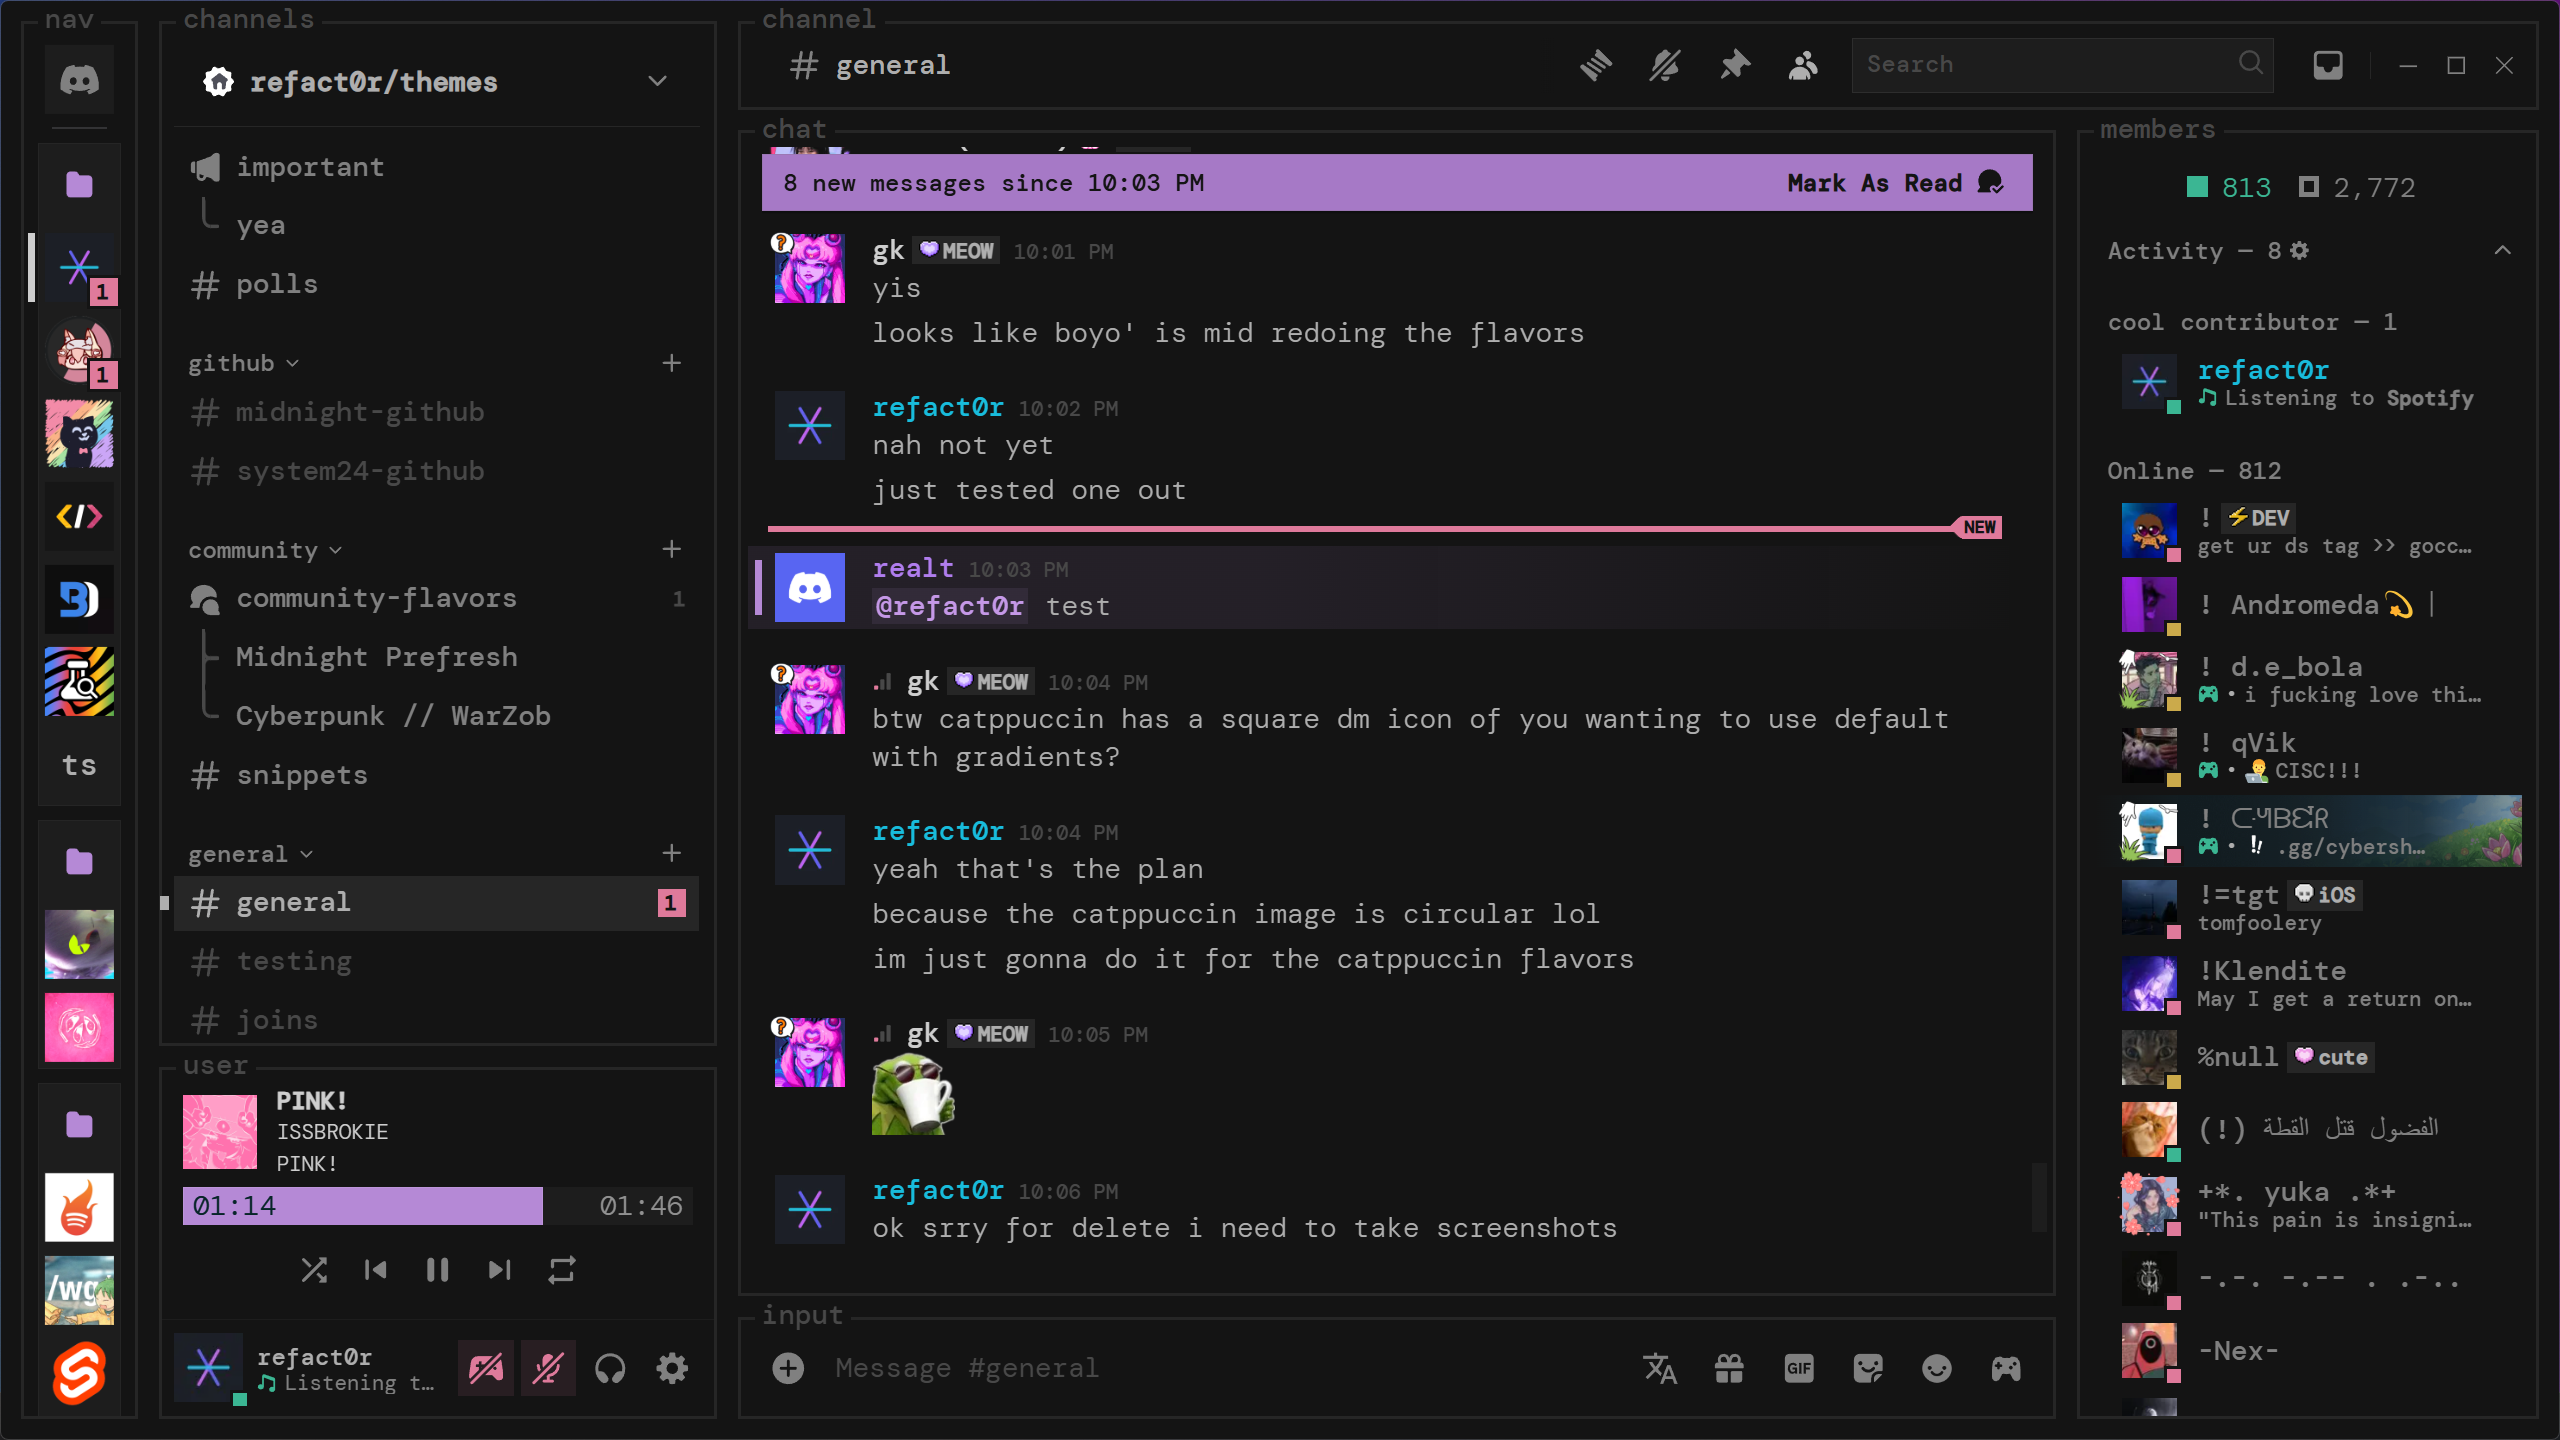 nav
1
1
ts
/wg
channels
refact0r/themes
important
yea
polls
github
midnight-github
system24-github
community
community-flavors 1
Midnight Prefresh
Cyberpunk // WarZob
snippets
general
general 1
testing
joins
user
PINK!
ISSBROKIE
PINK!
01:14 01:46
refact0r
Listening t…
channel
# general
Search
chat
8 new messages since 10:03 PM Mark As Read
gk MEOW 10:01 PM
yis
looks like boyo' is mid redoing the flavors
refact0r 10:02 PM
nah not yet
just tested one out
NEW
realt 10:03 PM
@refact0r test
gk MEOW 10:04 PM
btw catppuccin has a square dm icon of you wanting to use default
with gradients?
refact0r 10:04 PM
yeah that's the plan
because the catppuccin image is circular lol
im just gonna do it for the catppuccin flavors
gk MEOW 10:05 PM
refact0r 10:06 PM
ok srry for delete i need to take screenshots
input
Message #general
GIF
members
813 2,772
Activity — 8
cool contributor — 1
refact0r
Listening to Spotify
Online — 812
! ⚡DEV
get ur ds tag >> gocc…
! Andromeda💫 |
! d.e_bola
• i fucking love thi…
! qVik
• 👨‍💻 CISC!!!
!
• ‼ .gg/cybersh…
!=tgt iOS
tomfoolery
!Klendite
May I get a return on…
%null cute
(!) الفضول قتل القطة
+*. yuka .*+
"This pain is insigni…
-.-. -.-- . .-..
-Nex-